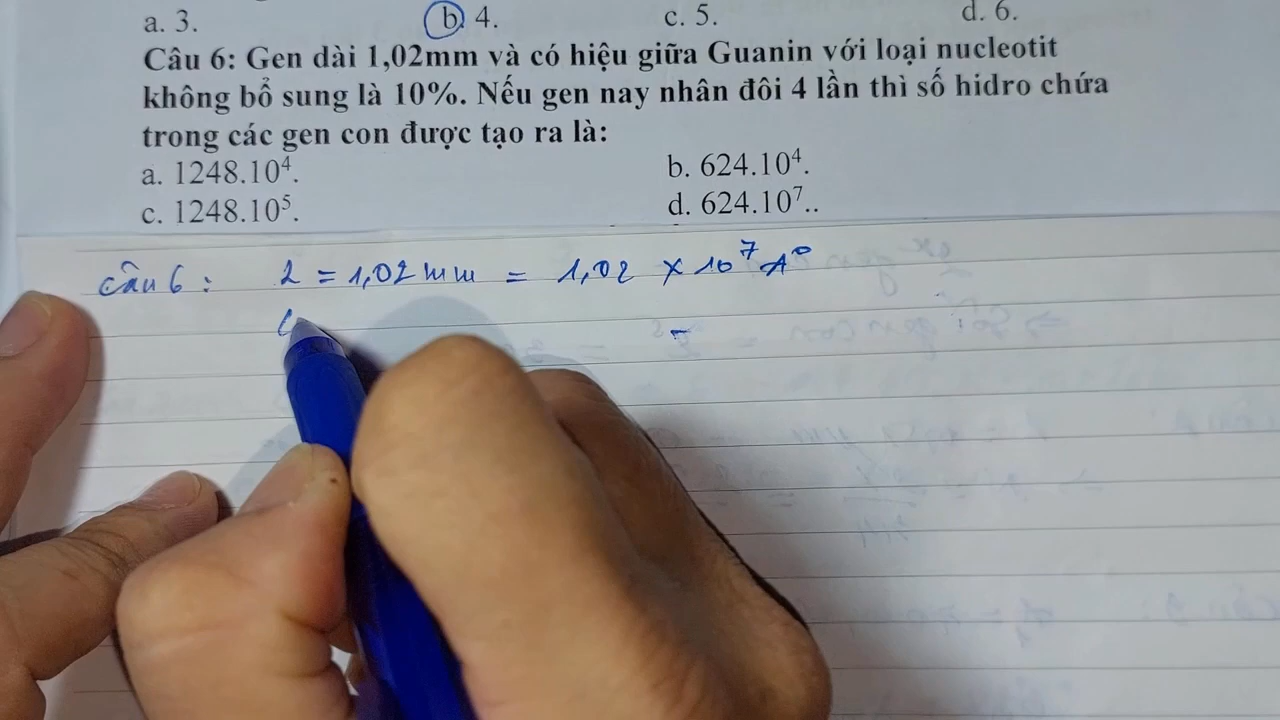 a. 3. b. 4. c. 5. d. 6.
Câu 6: Gen dài 1,02mm và có hiệu giữa Guanin với loại nucleotit
không bổ sung là 10%. Nếu gen nay nhân đôi 4 lần thì số hidro chứa
trong các gen con được tạo ra là:
a. 1248.10⁴. b. 624.10⁴.
c. 1248.10⁵. d. 624.10⁷..
câu 6 : L = 1,02 mm = 1,02 × 10⁷ A⁰